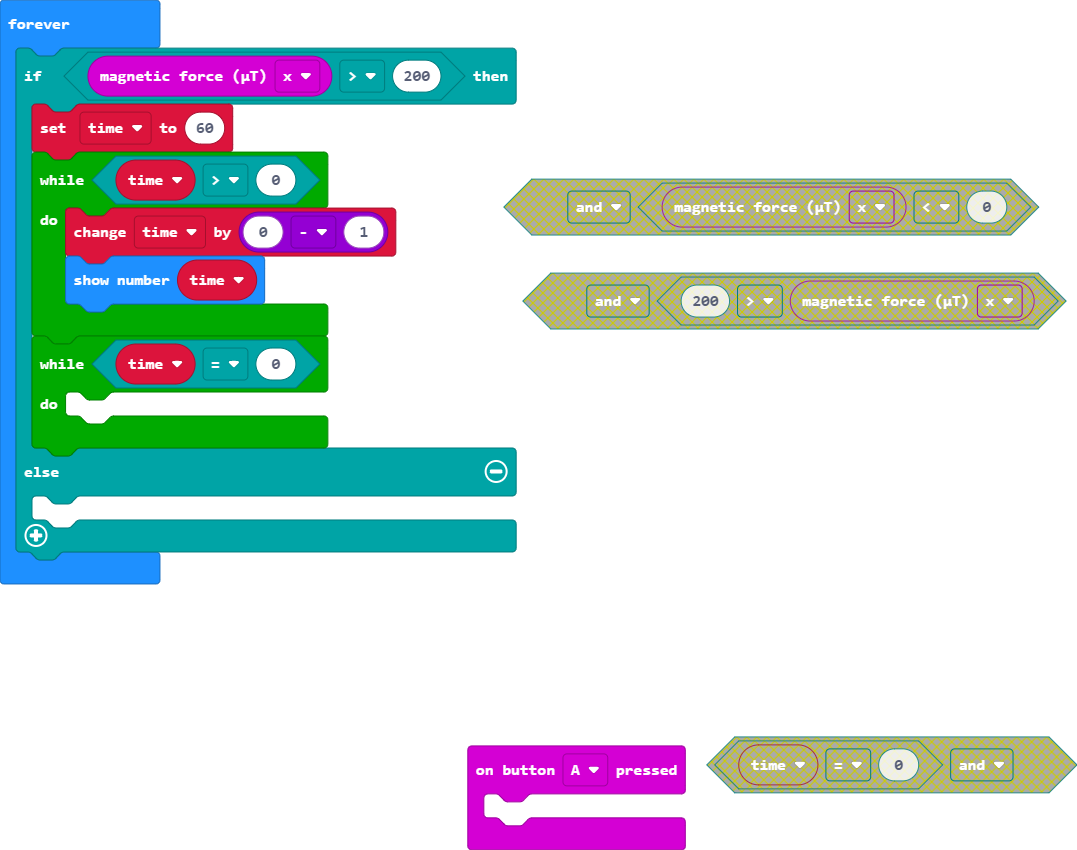 forever
if magnetic force (µT) x > 200 then
set time to 60
while time > 0
do
change time by 0 - 1
show number time
while time = 0
do
else
and magnetic force (µT) x < 0
and 200 > magnetic force (µT) x
on button A pressed
time = 0 and